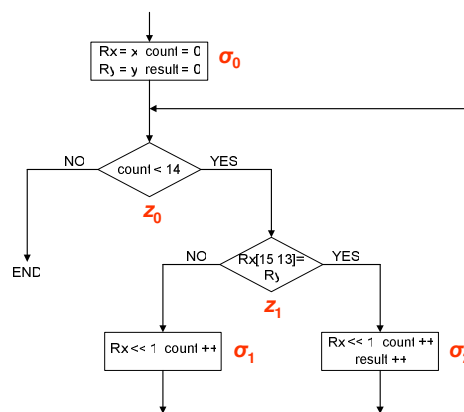 Rx = x count = 0
Ry = y result = 0
σ0
NO
count < 14
YES
z0
END
NO
Rx[15 13]=
Ry
YES
z1
Rx << 1 count ++
σ1
Rx << 1 count ++
result ++
σ